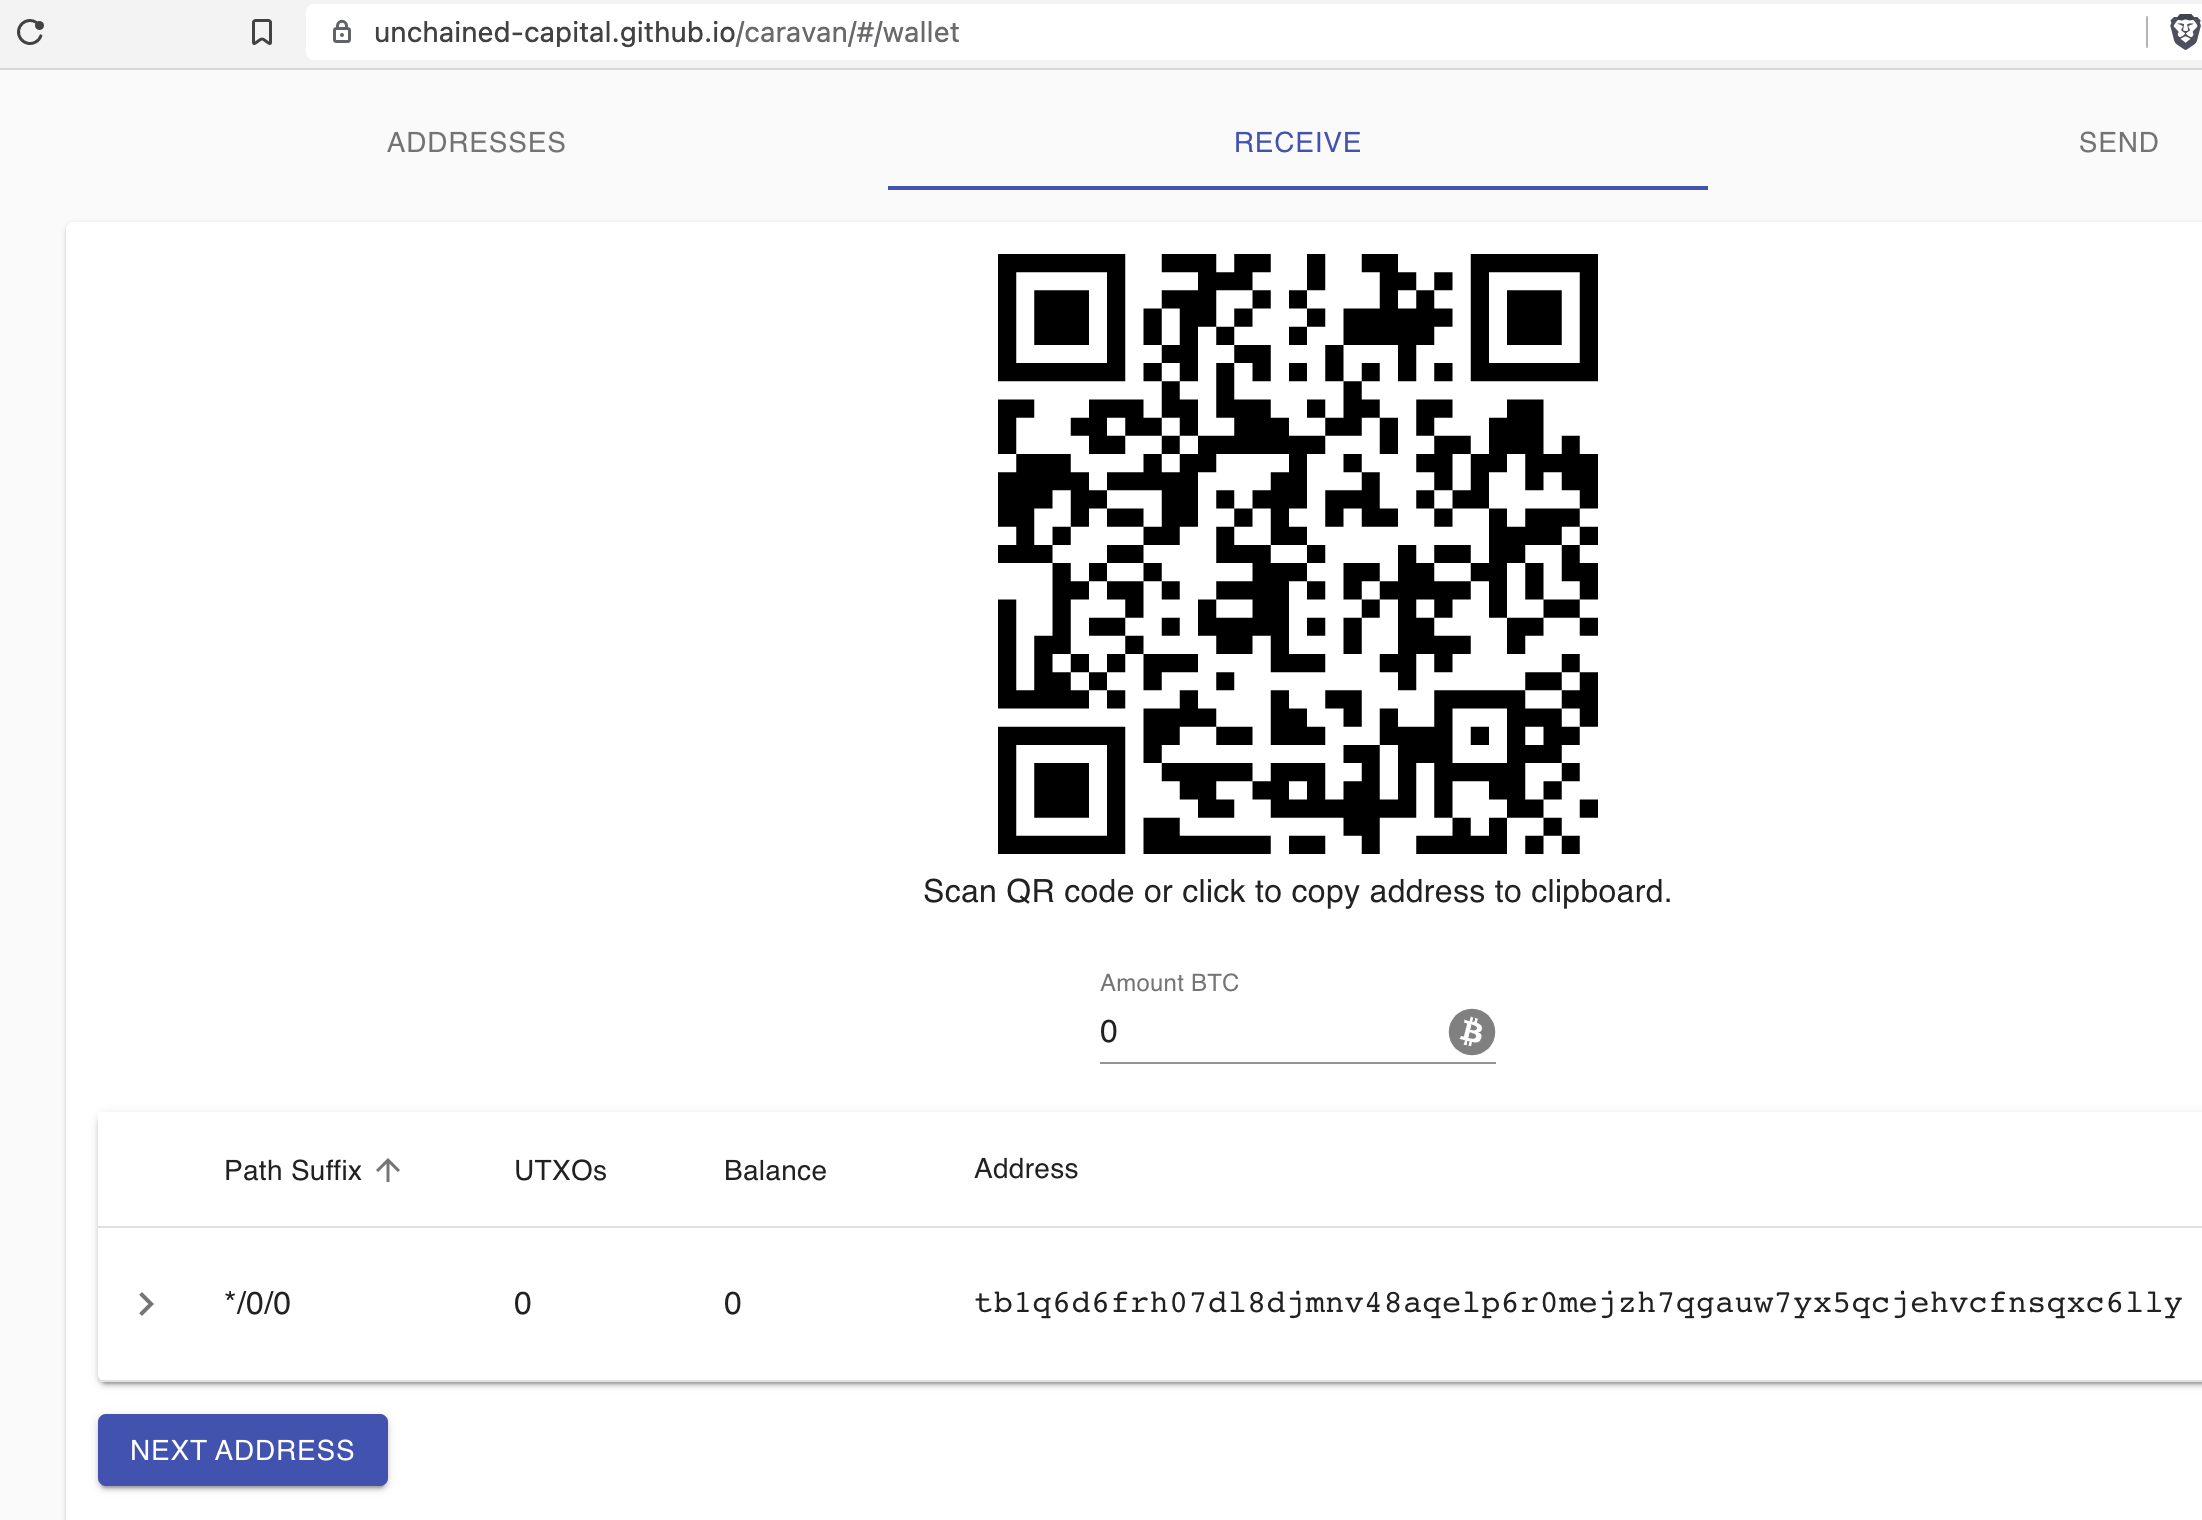 unchained-capital.github.io/caravan/#/wallet
ADDRESSES RECEIVE SEND
Scan QR code or click to copy address to clipboard.
Amount BTC
0
Path Suffix UTXOs Balance Address
*/0/0 0 0 tb1q6d6frh07dl8djmnv48aqelp6r0mejzh7qgauw7yx5qcjehvcfnsqxc6lly
NEXT ADDRESS